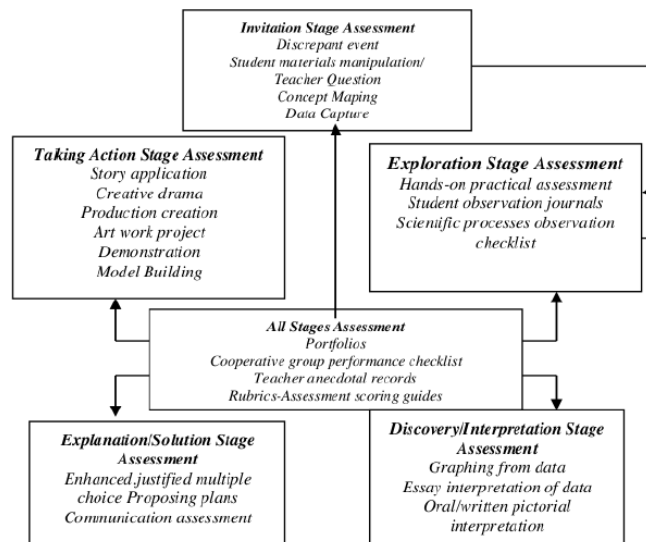 Invitation Stage Assessment
Discrepant event
Student materials manipulation/
Teacher Question
Concept Maping
Data Capture
Taking Action Stage Assessment
Story application
Creative drama
Production creation
Art work project
Demonstration
Model Building
Exploration Stage Assessment
Hands-on practical assessment
Student observation journals
Scientific processes observation
checklist
All Stages Assessment
Portfolios
Cooperative group performance checklist
Teacher anecdotal records
Rubrics-Assessment scoring guides
Explanation/Solution Stage
Assessment
Enhanced justified multiple
choice Proposing plans
Communication assessment
Discovery/Interpretation Stage
Assessment
Graphing from data
Essay interpretation of data
Oral/written pictorial
interpretation